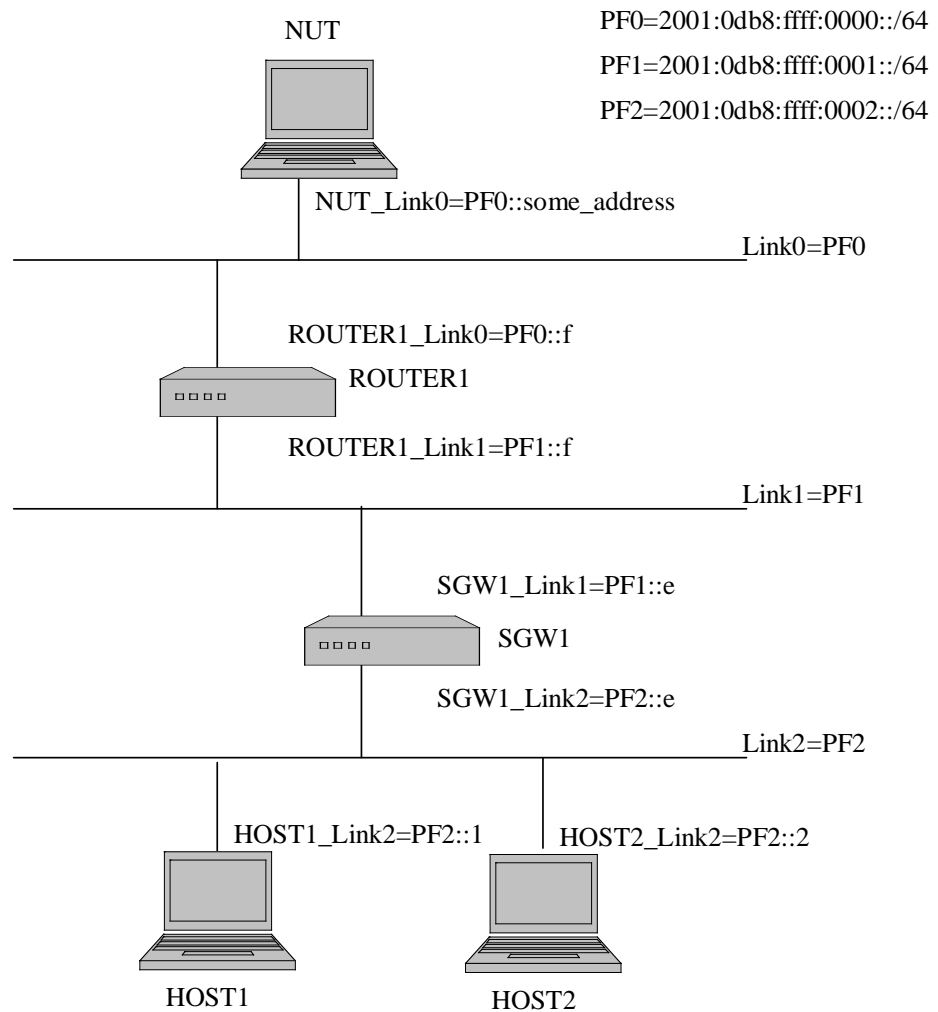 NUT
PF0=2001:0db8:ffff:0000::/64
PF1=2001:0db8:ffff:0001::/64
PF2=2001:0db8:ffff:0002::/64
NUT_Link0=PF0::some_address
Link0=PF0
ROUTER1_Link0=PF0::f
ROUTER1
ROUTER1_Link1=PF1::f
Link1=PF1
SGW1_Link1=PF1::e
SGW1
SGW1_Link2=PF2::e
Link2=PF2
HOST1_Link2=PF2::1
HOST2_Link2=PF2::2
HOST1
HOST2